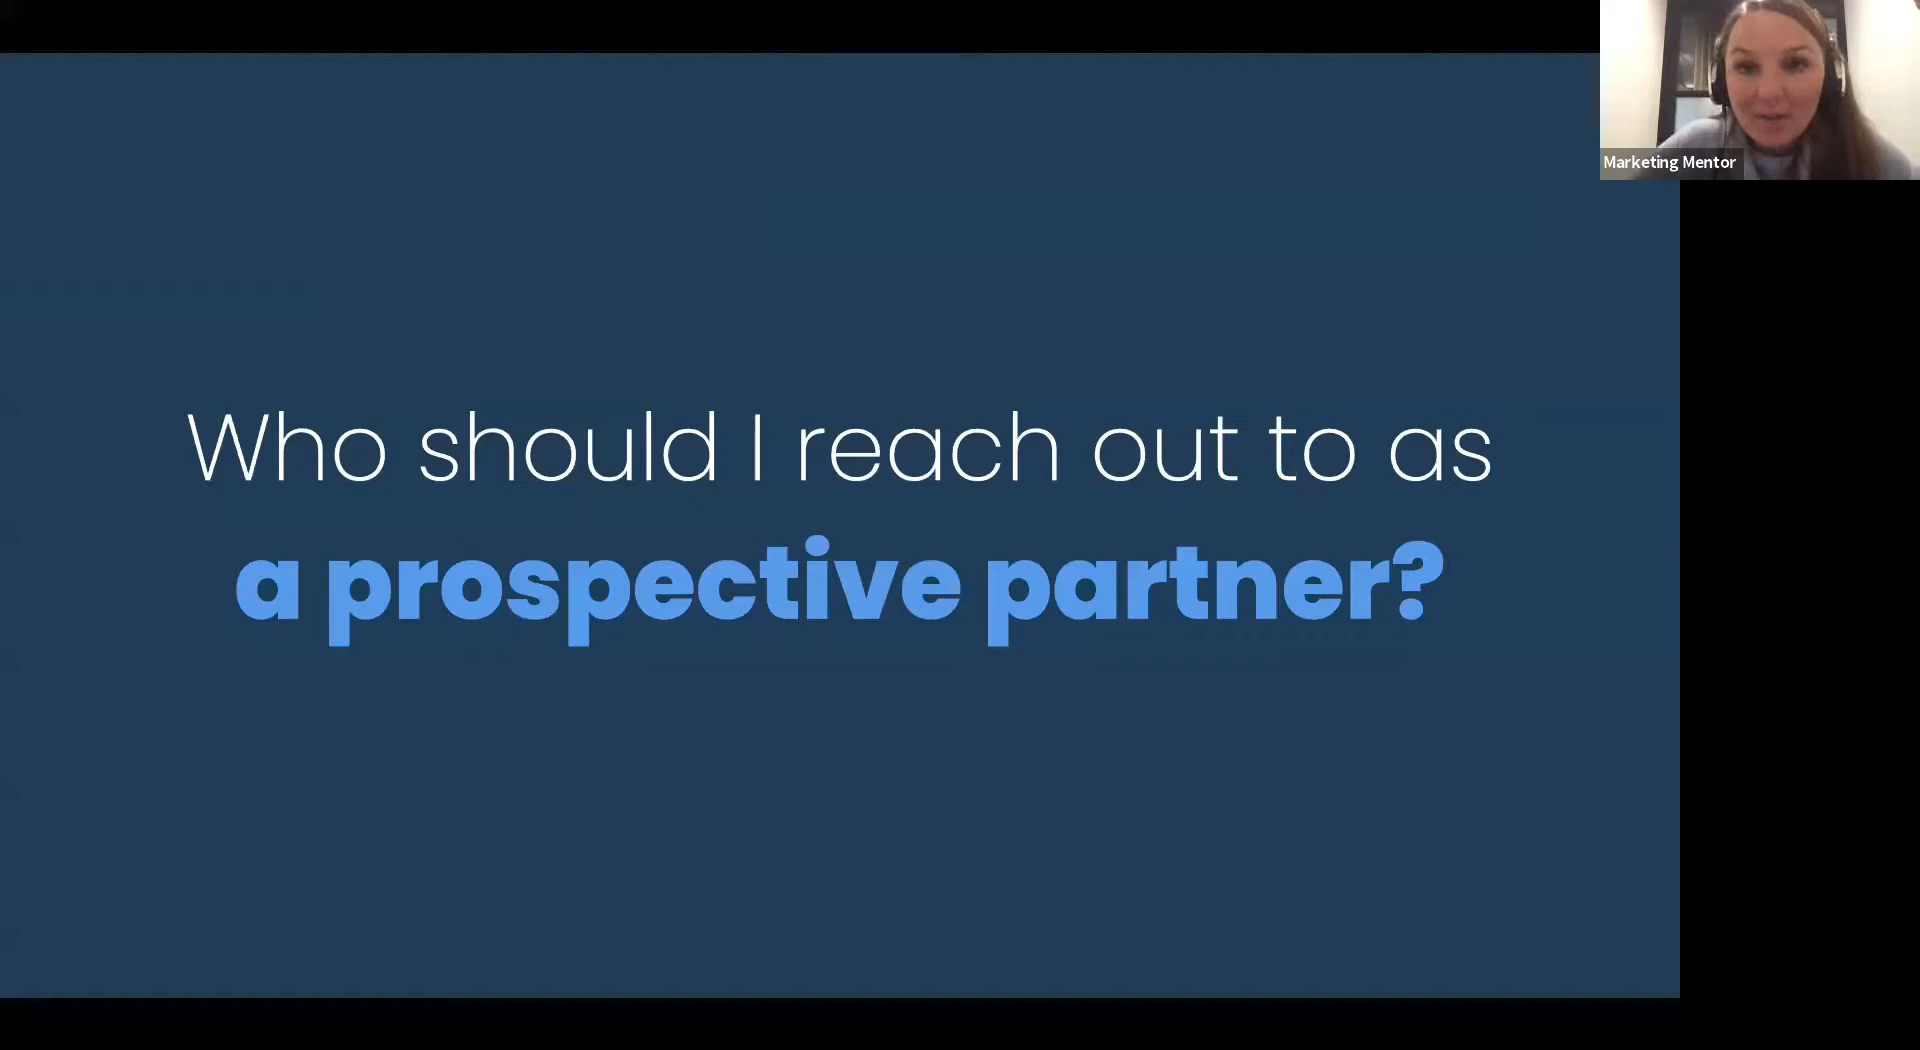 Marketing Mentor
Who should I reach out to as
a prospective partner?